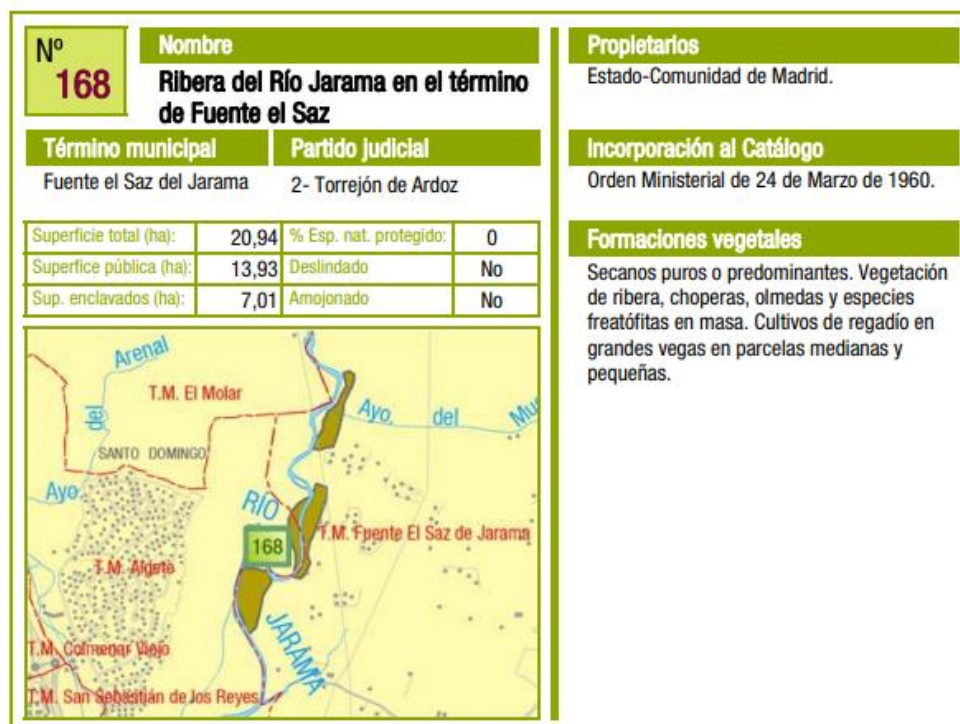 Nº
168
Nombre
Ribera del Río Jarama en el término
de Fuente el Saz
Término municipal
Partido judicial
Fuente el Saz del Jarama
2- Torrejón de Ardoz
Superficie total (ha): 20,94 % Esp. nat. protegido: 0
Superfice pública (ha): 13,93 Deslindado No
Sup. enclavados (ha): 7,01 Amojonado No
Arenal
del
Ayo.
T.M. El Molar
SANTO DOMINGO
Ayo. del Mu
RÍO
168
T.M. Fuente El Saz de Jarama
T.M. Algete
JARAMA
T.M. Colmenar Viejo
T.M. San Sebastián de los Reyes
Propietarios
Estado-Comunidad de Madrid.
Incorporación al Catálogo
Orden Ministerial de 24 de Marzo de 1960.
Formaciones vegetales
Secanos puros o predominantes. Vegetación
de ribera, choperas, olmedas y especies
freatófitas en masa. Cultivos de regadío en
grandes vegas en parcelas medianas y
pequeñas.